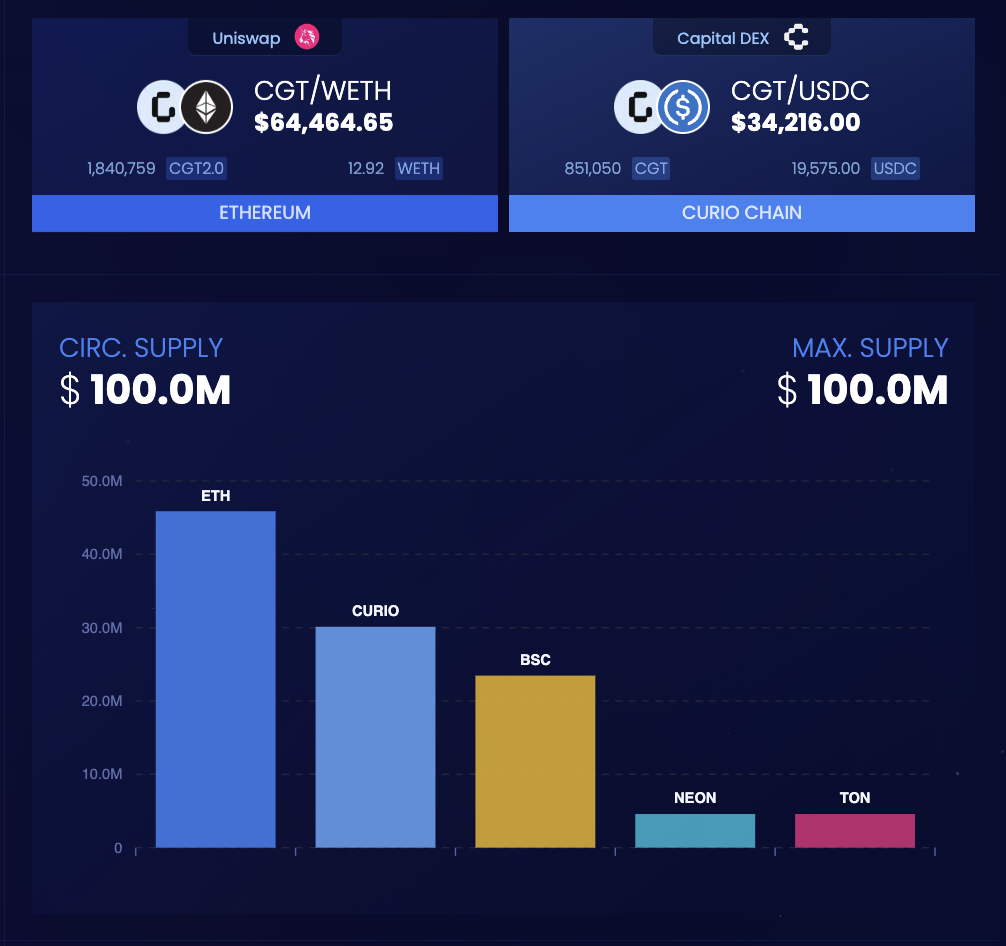 Uniswap
CGT/WETH
$64,464.65
1,840,759 CGT2.0 12.92 WETH
ETHEREUM
Capital DEX
CGT/USDC
$34,216.00
851,050 CGT 19,575.00 USDC
CURIO CHAIN
CIRC. SUPPLY
$ 100.0M
MAX. SUPPLY
$ 100.0M
50.0M
40.0M
30.0M
20.0M
10.0M
0
ETH
CURIO
BSC
NEON
TON